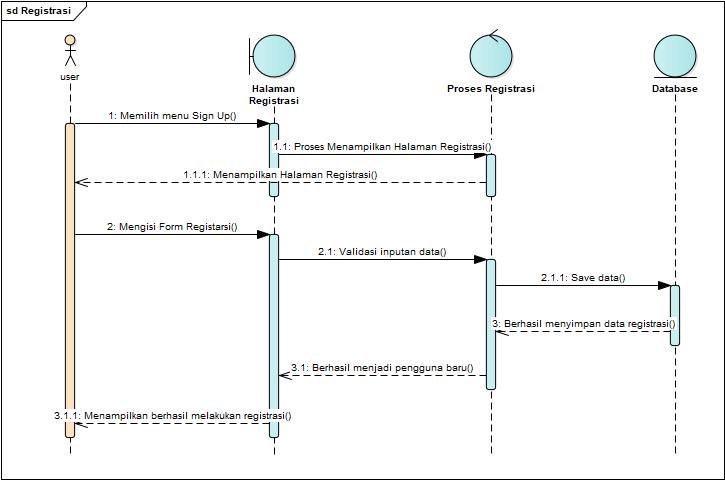 sd Registrasi
user
Halaman
Registrasi
Proses Registrasi
Database
1: Memilih menu Sign Up()
1.1: Proses Menampilkan Halaman Registrasi()
1.1.1: Menampilkan Halaman Registrasi()
2: Mengisi Form Registarsi()
2.1: Validasi inputan data()
2.1.1: Save data()
3: Berhasil menyimpan data registrasi()
3.1: Berhasil menjadi pengguna baru()
3.1.1: Menampilkan berhasil melakukan registrasi()